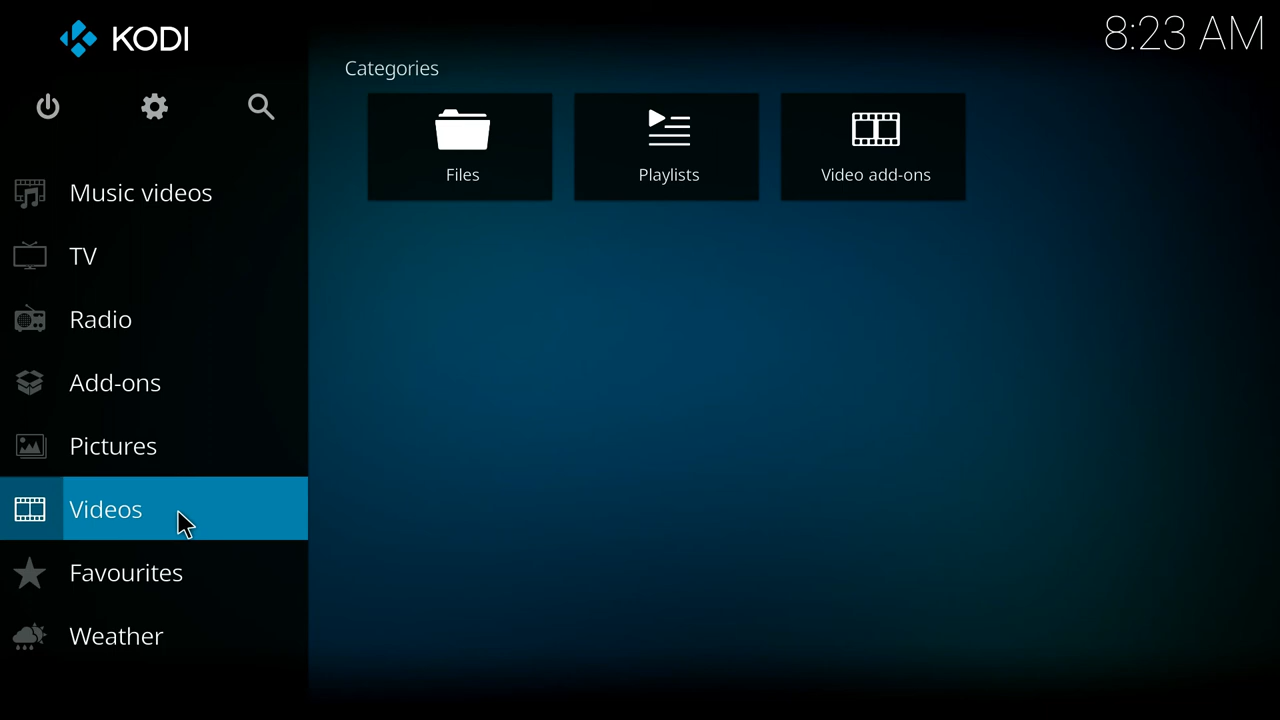 KODI
8:23 AM
Categories
Files
Playlists
Video add-ons
Music videos
TV
Radio
Add-ons
Pictures
Videos
Favourites
Weather